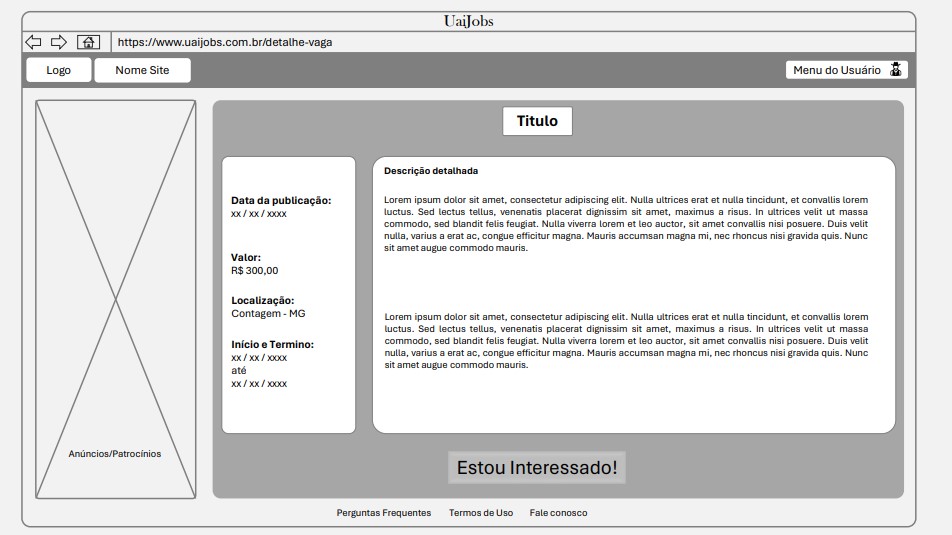 UaiJobs
https://www.uaijobs.com.br/detalhe-vaga
Logo
Nome Site
Menu do Usuário
Titulo
Data da publicação:
xx / xx / xxxx
Valor:
R$ 300,00
Localização:
Contagem - MG
Início e Termino:
xx / xx / xxxx
até
xx / xx / xxxx
Descrição detalhada
Lorem ipsum dolor sit amet, consectetur adipiscing elit. Nulla ultrices erat et nulla tincidunt, et convallis lorem
luctus. Sed lectus tellus, venenatis placerat dignissim sit amet, maximus a risus. In ultrices velit ut massa
commodo, sed blandit felis feugiat. Nulla viverra lorem et leo auctor, sit amet convallis nisi posuere. Duis velit
nulla, varius a erat ac, congue efficitur magna. Mauris accumsan magna mi, nec rhoncus nisi gravida quis. Nunc
sit amet augue commodo mauris.
Lorem ipsum dolor sit amet, consectetur adipiscing elit. Nulla ultrices erat et nulla tincidunt, et convallis lorem
luctus. Sed lectus tellus, venenatis placerat dignissim sit amet, maximus a risus. In ultrices velit ut massa
commodo, sed blandit felis feugiat. Nulla viverra lorem et leo auctor, sit amet convallis nisi posuere. Duis velit
nulla, varius a erat ac, congue efficitur magna. Mauris accumsan magna mi, nec rhoncus nisi gravida quis. Nunc
sit amet augue commodo mauris.
Anúncios/Patrocínios
Estou Interessado!
Perguntas Frequentes
Termos de Uso
Fale conosco